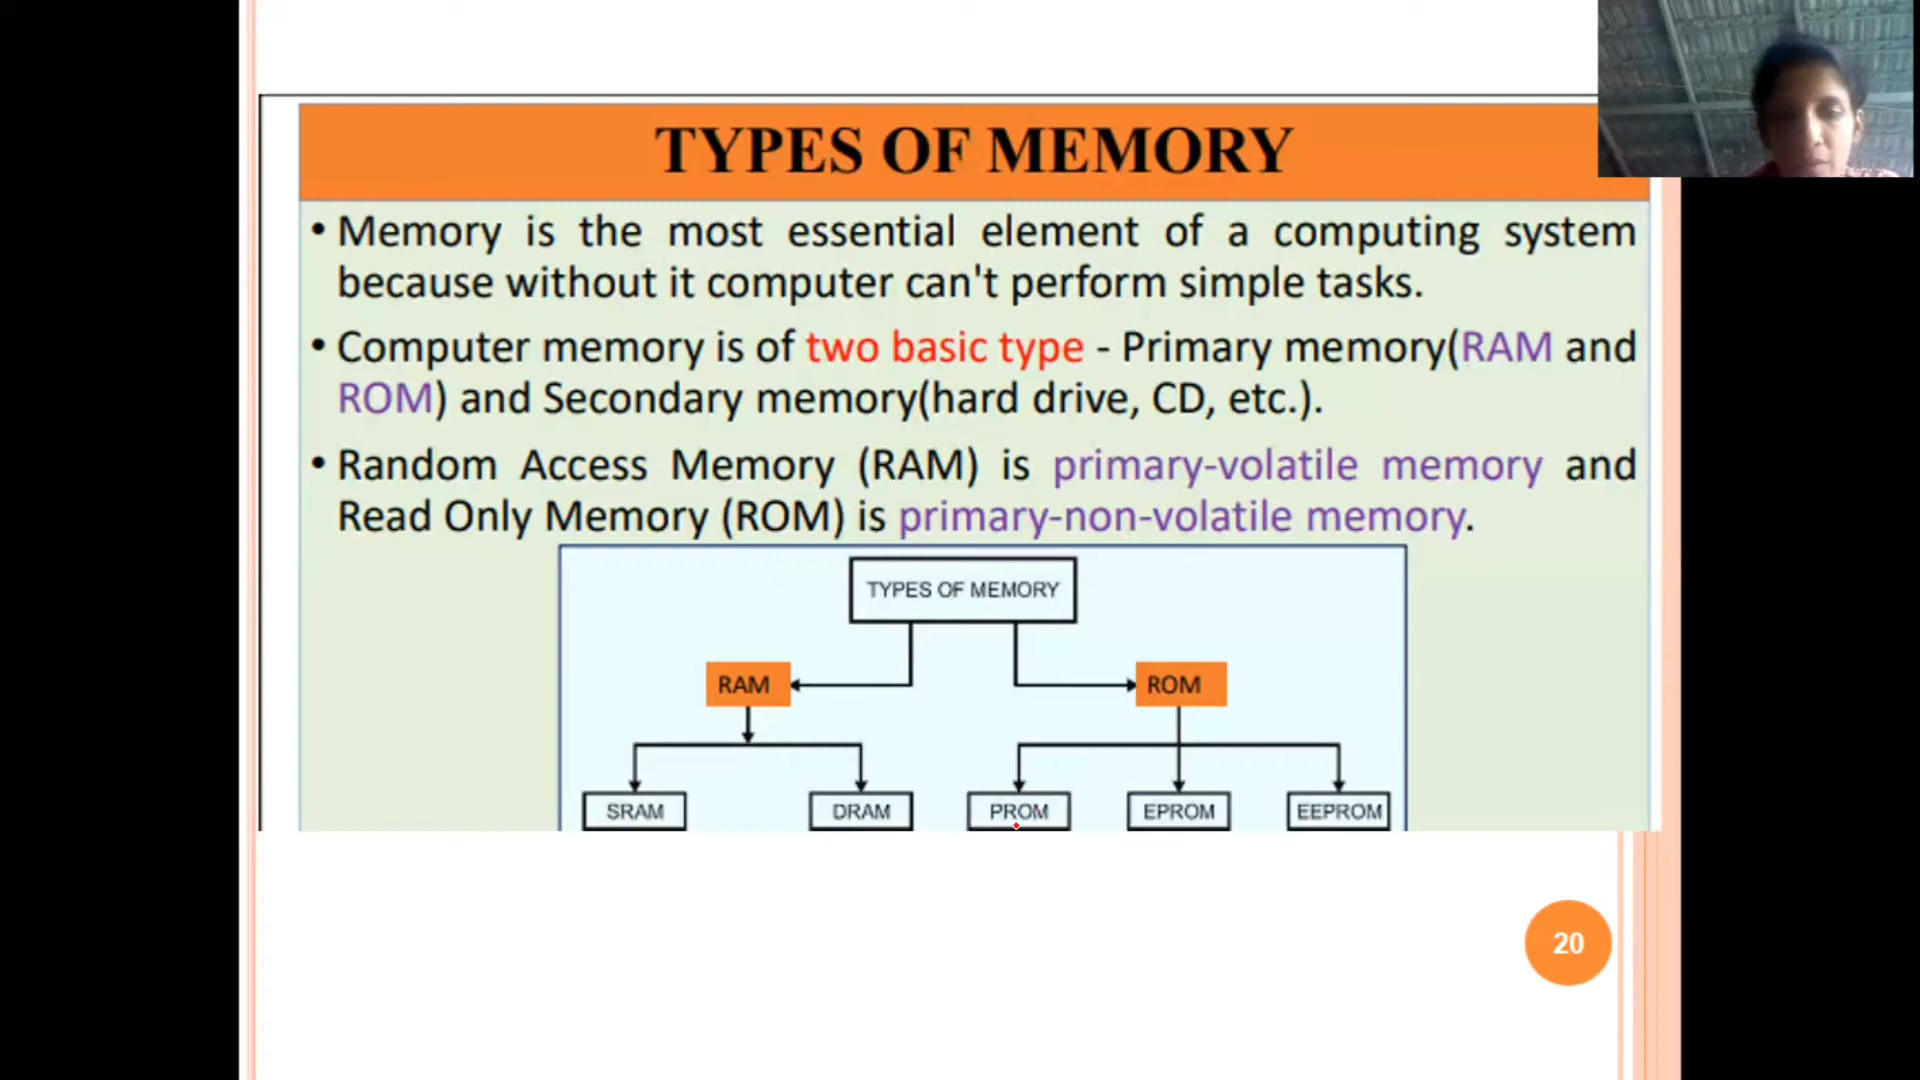 TYPES OF MEMORY
• Memory is the most essential element of a computing system
because without it computer can't perform simple tasks.
• Computer memory is of two basic type - Primary memory(RAM and
ROM) and Secondary memory(hard drive, CD, etc.).
• Random Access Memory (RAM) is primary-volatile memory and
Read Only Memory (ROM) is primary-non-volatile memory.
TYPES OF MEMORY
RAM
ROM
SRAM
DRAM
PROM
EPROM
EEPROM
20